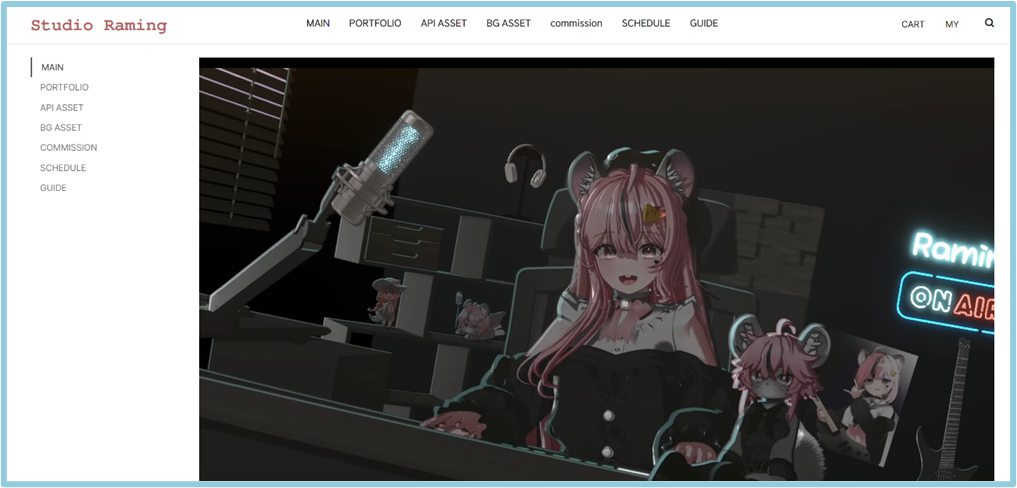 Studio Raming
MAIN PORTFOLIO API ASSET BG ASSET commission SCHEDULE GUIDE
CART MY
MAIN
PORTFOLIO
API ASSET
BG ASSET
COMMISSION
SCHEDULE
GUIDE
Ramin
ON AIR